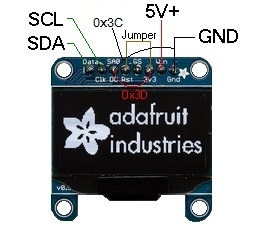 SCL
SDA
0x3C
5V+
Jumper
GND
Data SA0 CS Vin
Clk DC Rst 3v3 Gnd
0x3D
adafruit
industries